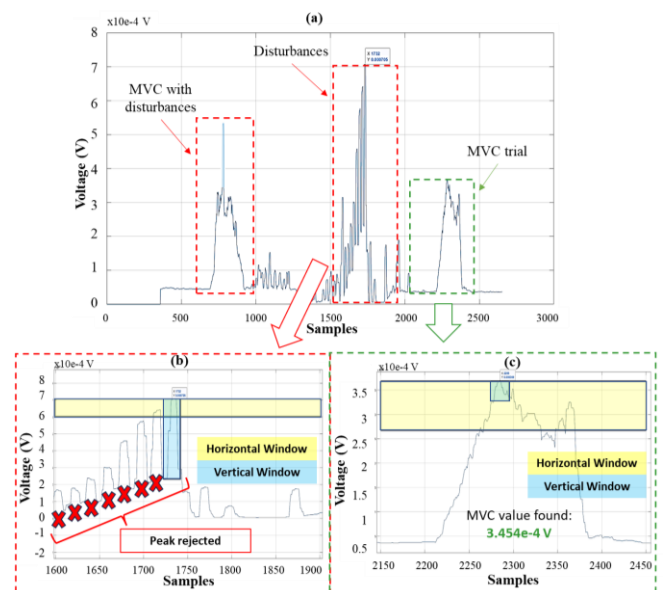 (a)
x10e-4 V
8
7
6
5
4
3
2
1
0
Voltage (V)
Disturbances
MVC with
disturbances
MVC trial
0 500 1000 1500 2000 2500 3000
Samples
(b)
x10e-4 V
8
7
6
5
4
3
2
1
0
-1
-2
Voltage (V)
Horizontal Window
Vertical Window
Peak rejected
1600 1650 1700 1750 1800 1850 1900
Samples
(c)
x10e-4 V
3.5
3
2.5
2
1.5
1
0.5
Voltage (V)
Horizontal Window
Vertical Window
MVC value found:
3.454e-4 V
2150 2200 2250 2300 2350 2400 2450
Samples